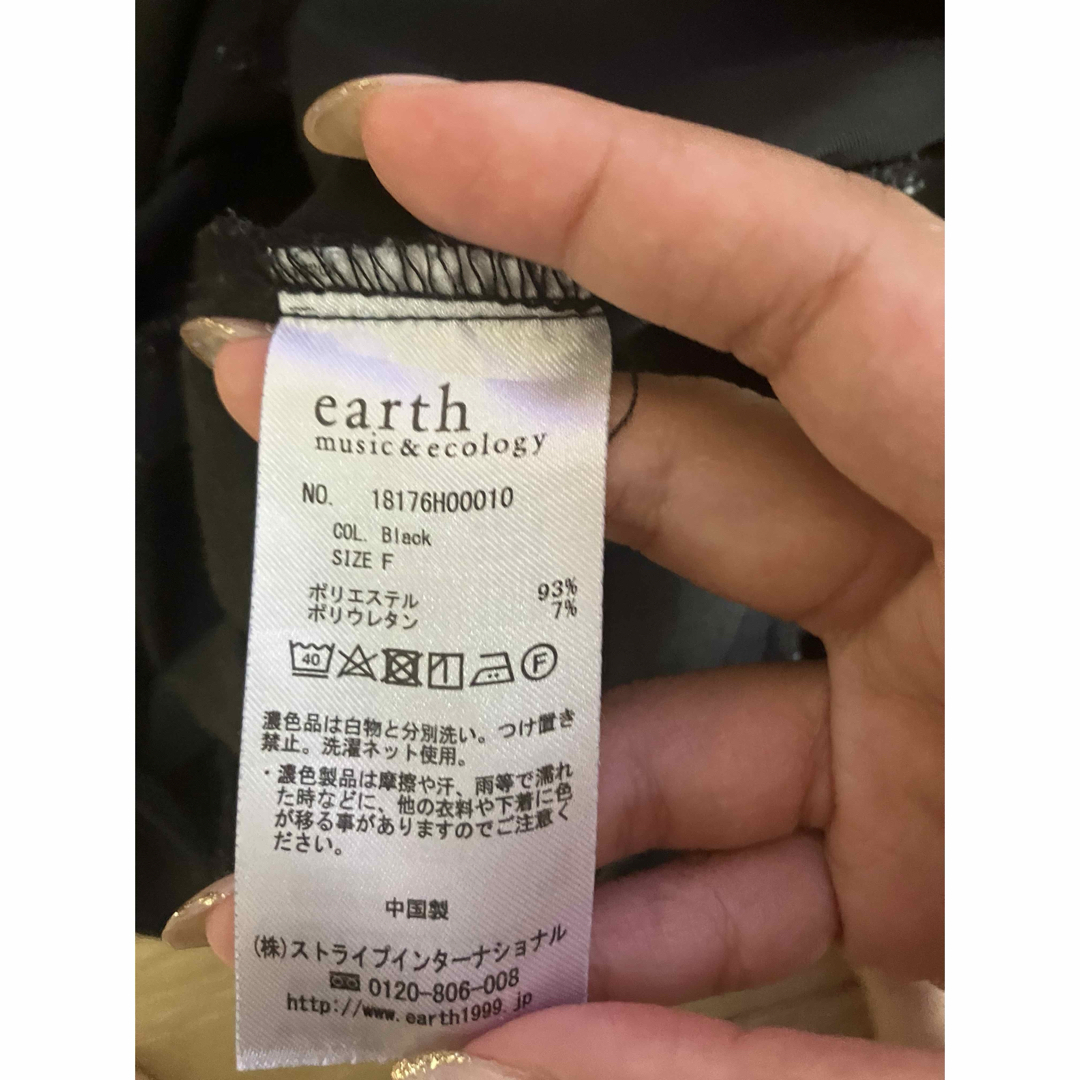 earth
music&ecology
NO. 18176H00010
COL. Black
SIZE F
ポリエステル 93%
ポリウレタン 7%
40 F
濃色品は白物と分別洗い。つけ置き
禁止。洗濯ネット使用。
・濃色製品は摩擦や汗、雨等で濡れ
た時などに、他の衣料や下着に色
が移る事がありますのでご注意く
ださい。
中国製
(株)ストライプインターナショナル
0120-806-008
http://www.earth1999.jp